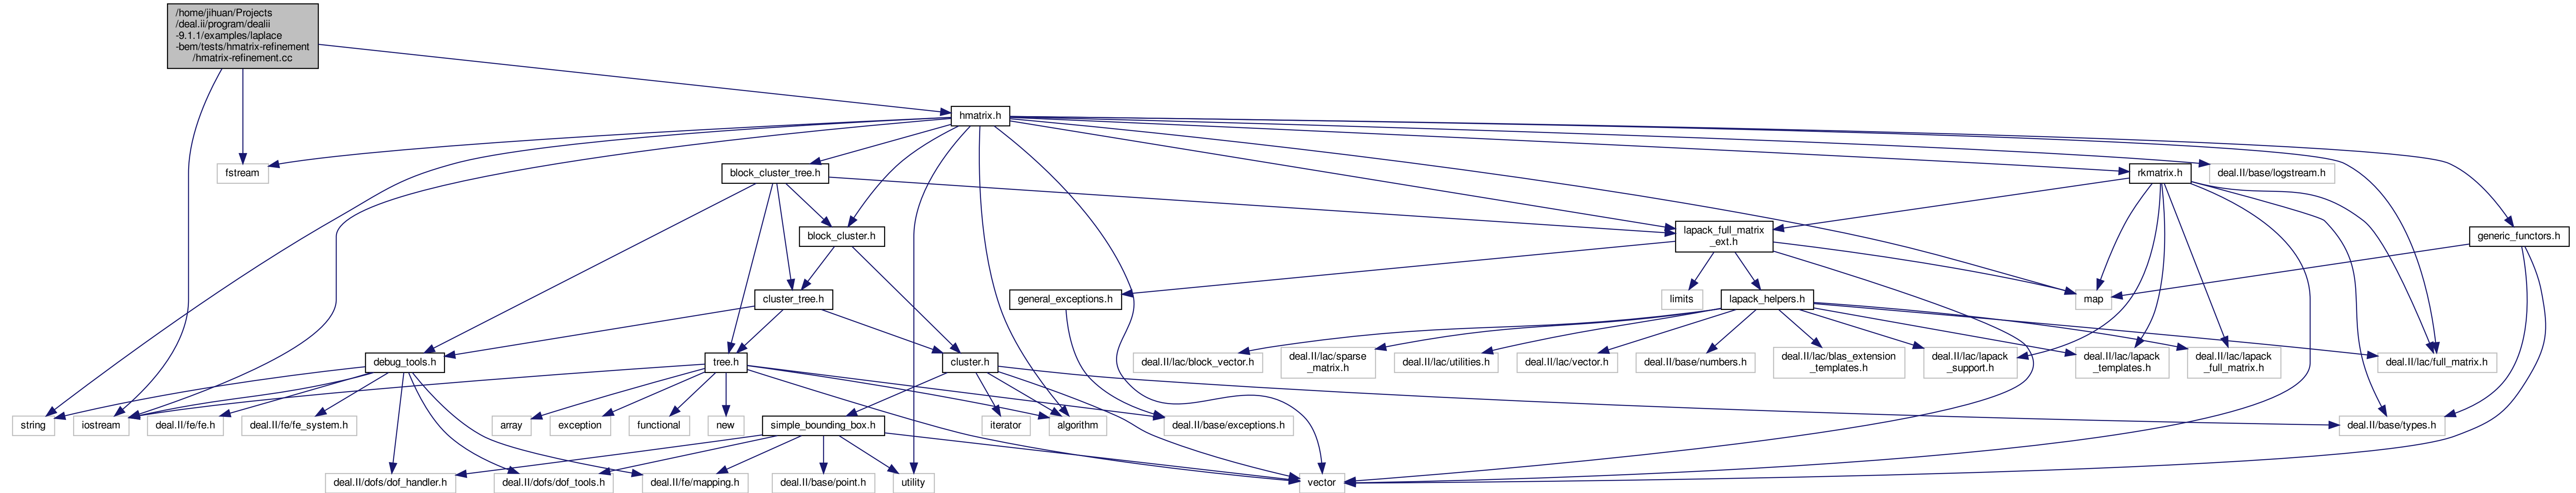 /home/jihuan/Projects
/deal.ii/program/dealii
-9.1.1/examples/laplace
-bem/tests/hmatrix-refinement
/hmatrix-refinement.cc
hmatrix.h
fstream
block_cluster_tree.h
deal.II/base/logstream.h
rkmatrix.h
block_cluster.h
lapack_full_matrix
_ext.h
generic_functors.h
cluster_tree.h
general_exceptions.h
limits
lapack_helpers.h
map
debug_tools.h
tree.h
cluster.h
deal.II/lac/block_vector.h
deal.II/lac/sparse
_matrix.h
deal.II/lac/utilities.h
deal.II/lac/vector.h
deal.II/base/numbers.h
deal.II/lac/blas_extension
_templates.h
deal.II/lac/lapack
_support.h
deal.II/lac/lapack
_templates.h
deal.II/lac/lapack
_full_matrix.h
deal.II/lac/full_matrix.h
string
iostream
deal.II/fe/fe.h
deal.II/fe/fe_system.h
array
exception
functional
new
simple_bounding_box.h
iterator
algorithm
deal.II/base/exceptions.h
deal.II/base/types.h
deal.II/dofs/dof_handler.h
deal.II/dofs/dof_tools.h
deal.II/fe/mapping.h
deal.II/base/point.h
utility
vector